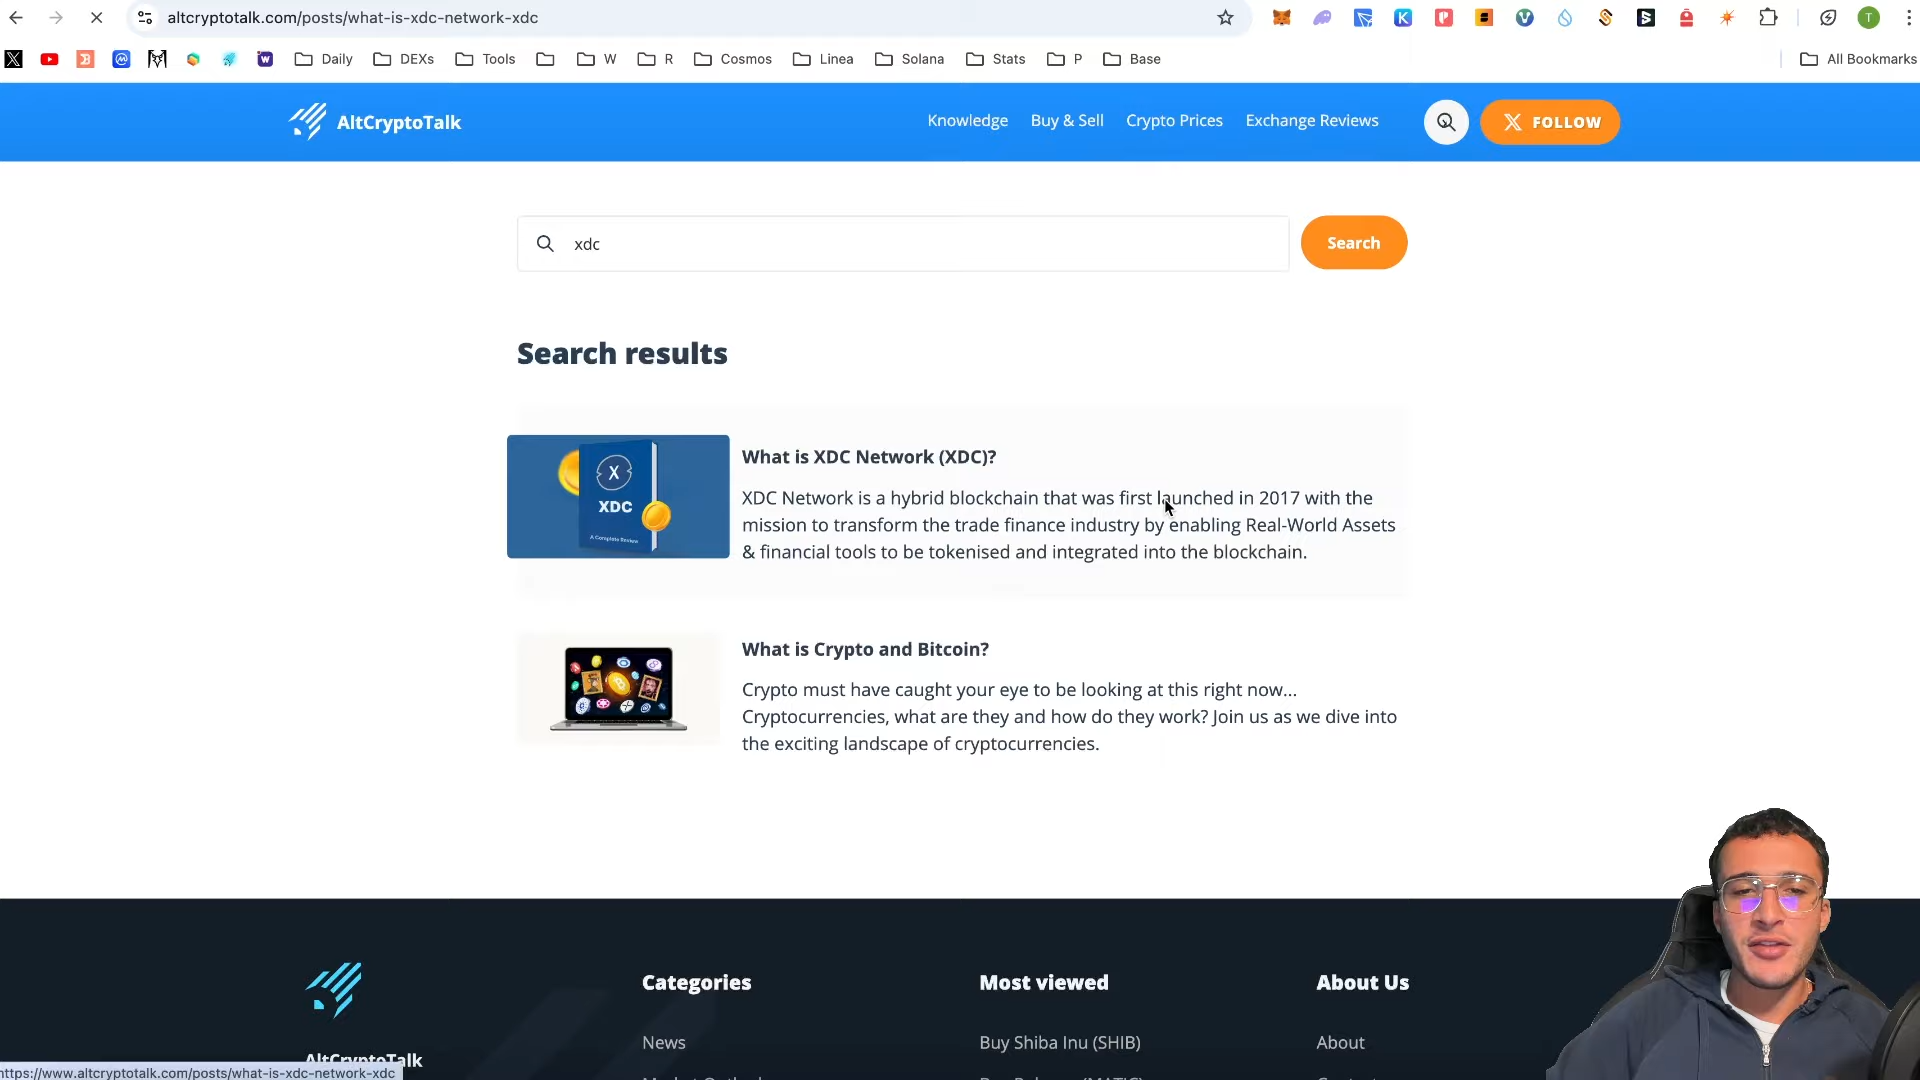 altcryptotalk.com/posts/what-is-xdc-network-xdc
T
Daily
DEXs
Tools
W
R
Cosmos
Linea
Solana
Stats
P
Base
All Bookmarks
AltCryptoTalk
Knowledge
Buy & Sell
Crypto Prices
Exchange Reviews
FOLLOW
xdc
Search
Search results
X
XDC
A Complete Review
What is XDC Network (XDC)?
XDC Network is a hybrid blockchain that was first launched in 2017 with the
mission to transform the trade finance industry by enabling Real-World Assets
& financial tools to be tokenised and integrated into the blockchain.
What is Crypto and Bitcoin?
Crypto must have caught your eye to be looking at this right now...
Cryptocurrencies, what are they and how do they work? Join us as we dive into
the exciting landscape of cryptocurrencies.
Categories
Most viewed
About Us
News
Buy Shiba Inu (SHIB)
About
AltCryptoTalk
https://www.altcryptotalk.com/posts/what-is-xdc-network-xdc